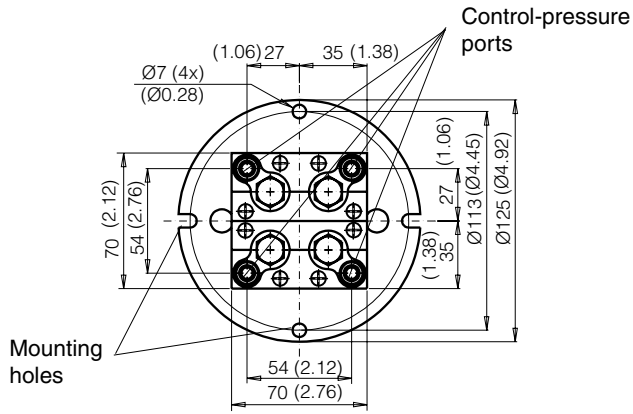 Control-pressure
ports
(1.06) 27
35 (1.38)
Ø7 (4x)
(Ø0.28)
70 (2.12)
54 (2.76)
27 (1.06)
35 (1.38)
Ø113 (Ø4.45)
Ø125 (Ø4.92)
Mounting
holes
54 (2.12)
70 (2.76)